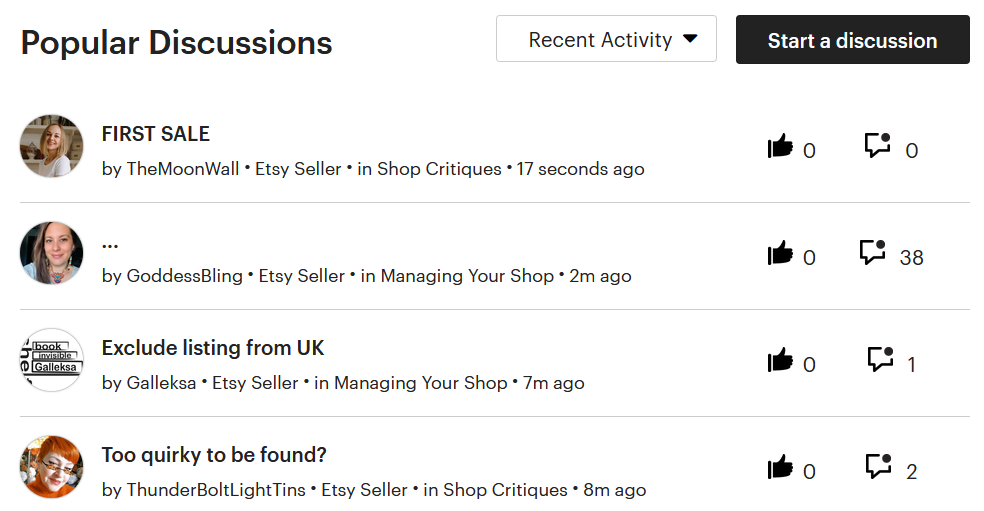 Popular Discussions
Recent Activity
Start a discussion
FIRST SALE
0
0
by TheMoonWall • Etsy Seller • in Shop Critiques • 17 seconds ago
...
0
38
by GoddessBling • Etsy Seller • in Managing Your Shop • 2m ago
book
invisible
Galleksa
Exclude listing from UK
0
1
by Galleksa • Etsy Seller • in Managing Your Shop • 7m ago
Too quirky to be found?
0
2
by ThunderBoltLightTins • Etsy Seller • in Shop Critiques • 8m ago